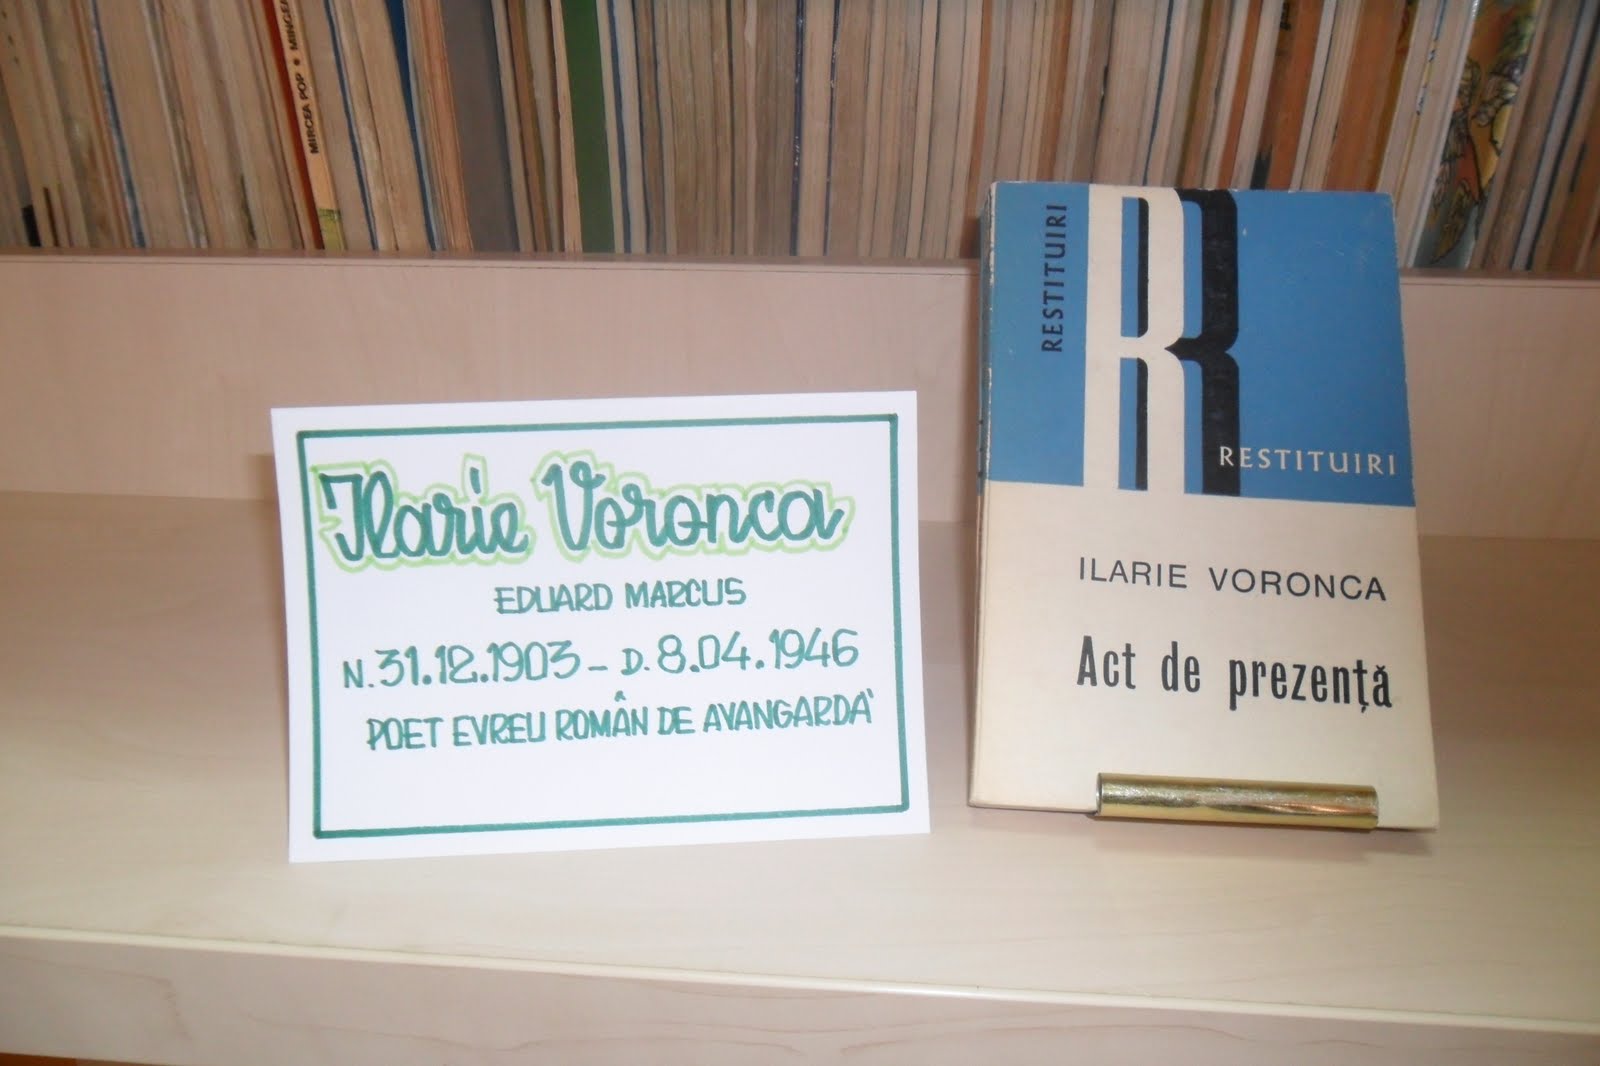 MIRCEA POP • MIRCEA
Ilarie Voronca
EDUARD MARCUS
N. 31.12.1903 - D. 8.04.1946
POET EVREU ROMÂN DE AVANGARDĂ
RESTITUIRI
R
RESTITUIRI
ILARIE VORONCA
Act de prezență